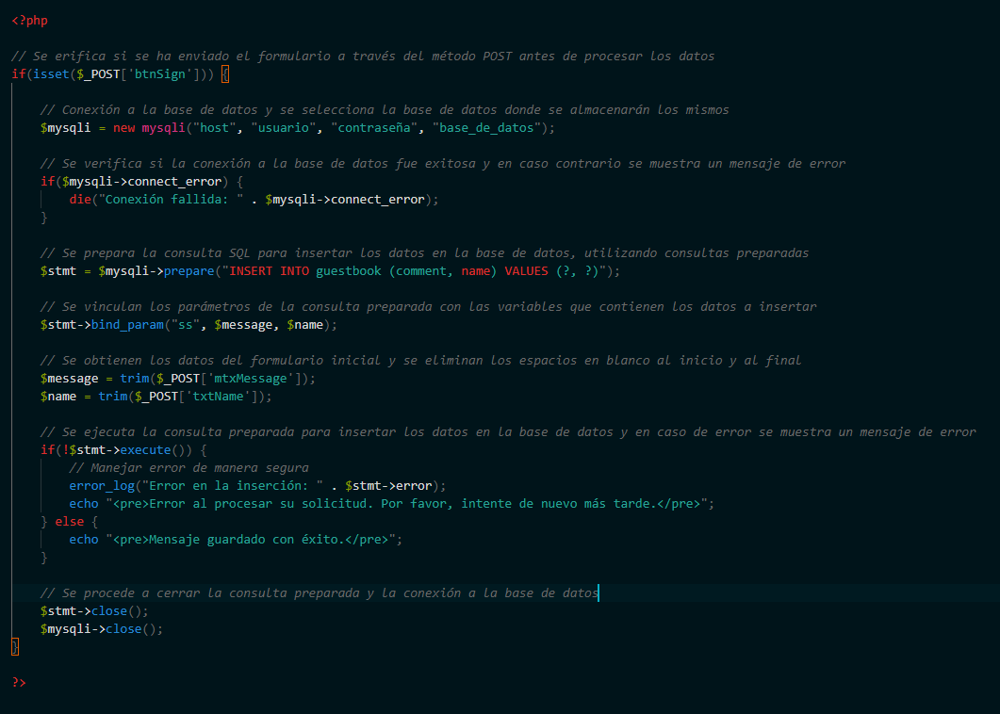 <?php
// Se erifica si se ha enviado el formulario a través del método POST antes de procesar los datos
if(isset($_POST['btnSign'])) {
// Conexión a la base de datos y se selecciona la base de datos donde se almacenarán los mismos
$mysqli = new mysqli("host", "usuario", "contraseña", "base_de_datos");
// Se verifica si la conexión a la base de datos fue exitosa y en caso contrario se muestra un mensaje de error
if($mysqli->connect_error) {
die("Conexión fallida: " . $mysqli->connect_error);
}
// Se prepara la consulta SQL para insertar los datos en la base de datos, utilizando consultas preparadas
$stmt = $mysqli->prepare("INSERT INTO guestbook (comment, name) VALUES (?, ?)");
// Se vinculan los parámetros de la consulta preparada con las variables que contienen los datos a insertar
$stmt->bind_param("ss", $message, $name);
// Se obtienen los datos del formulario inicial y se eliminan los espacios en blanco al inicio y al final
$message = trim($_POST['mtxMessage']);
$name = trim($_POST['txtName']);
// Se ejecuta la consulta preparada para insertar los datos en la base de datos y en caso de error se muestra un mensaje de error
if(!$stmt->execute()) {
// Manejar error de manera segura
error_log("Error en la inserción: " . $stmt->error);
echo "<pre>Error al procesar su solicitud. Por favor, intente de nuevo más tarde.</pre>";
} else {
echo "<pre>Mensaje guardado con éxito.</pre>";
}
// Se procede a cerrar la consulta preparada y la conexión a la base de datos
$stmt->close();
$mysqli->close();
}
?>